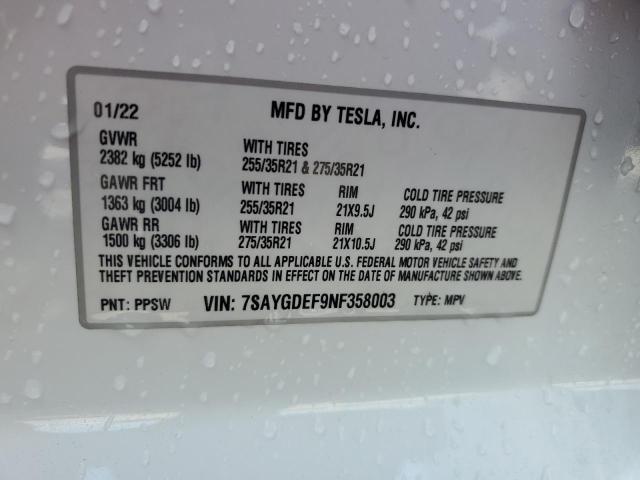 01/22 MFD BY TESLA, INC.
GVWR WITH TIRES
2382 kg (5252 lb) 255/35R21 & 275/35R21
GAWR FRT WITH TIRES RIM COLD TIRE PRESSURE
1363 kg (3004 lb) 255/35R21 21X9.5J 290 kPa, 42 psi
GAWR RR WITH TIRES RIM COLD TIRE PRESSURE
1500 kg (3306 lb) 275/35R21 21X10.5J 290 kPa, 42 psi
THIS VEHICLE CONFORMS TO ALL APPLICABLE U.S. FEDERAL MOTOR VEHICLE SAFETY AND
THEFT PREVENTION STANDARDS IN EFFECT ON THE DATE OF MANUFACTURE SHOWN ABOVE.
PNT: PPSW VIN: 7SAYGDEF9NF358003 TYPE: MPV